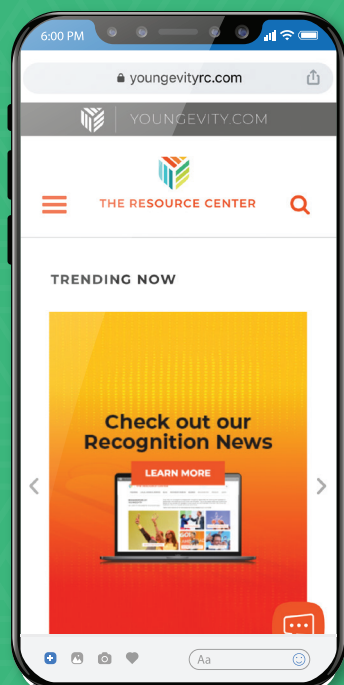 6:00 PM
youngevityrc.com
YOUNGEVITY.COM
THE RESOURCE CENTER
TRENDING NOW
Check out our
Recognition News
LEARN MORE
Aa